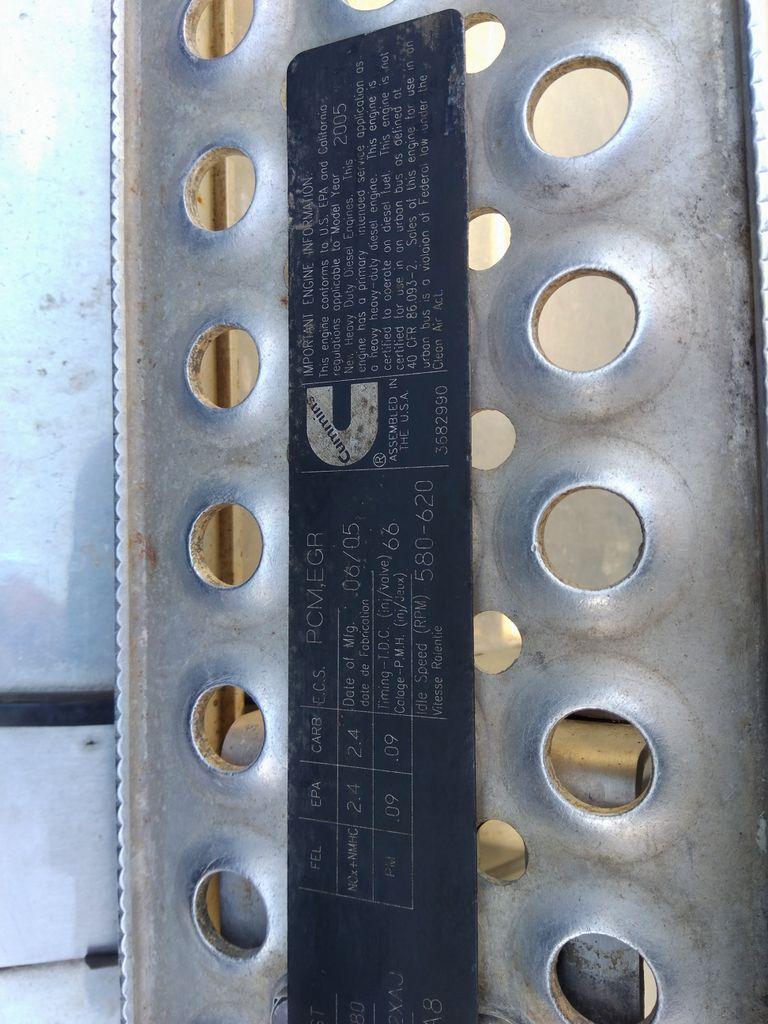 IMPORTANT ENGINE INFORMATION:
This engine conforms to U.S. EPA and California
regulations applicable to Model Year 2005
New Heavy Duty Diesel Engines. This
engine has a primary intended service application as
a heavy heavy-duty diesel engine. This engine is
certified to operate on diesel fuel. This engine is not
certified for use in an urban bus as defined at
40 CFR 86.093-2. Sales of this engine for use in an
urban bus is a violaion of Federal law under the
Clean Air Act.
Cummins
®
ASSEMBLED IN
THE U.S.A.
3682990
E.C.S. PCM,EGR
Date of Mfg. 06/05
date de Fabrication
Timing-T.D.C. (inj/valve) 66
Calage-P.M.H. (inj/Jeux)
Idle Speed (RPM) 580-620
Vitesse Ralentie
FEL EPA CARB
NOx+NMHC 2.4 2.4
PM .09 .09
ST
80
2XAJ
A8